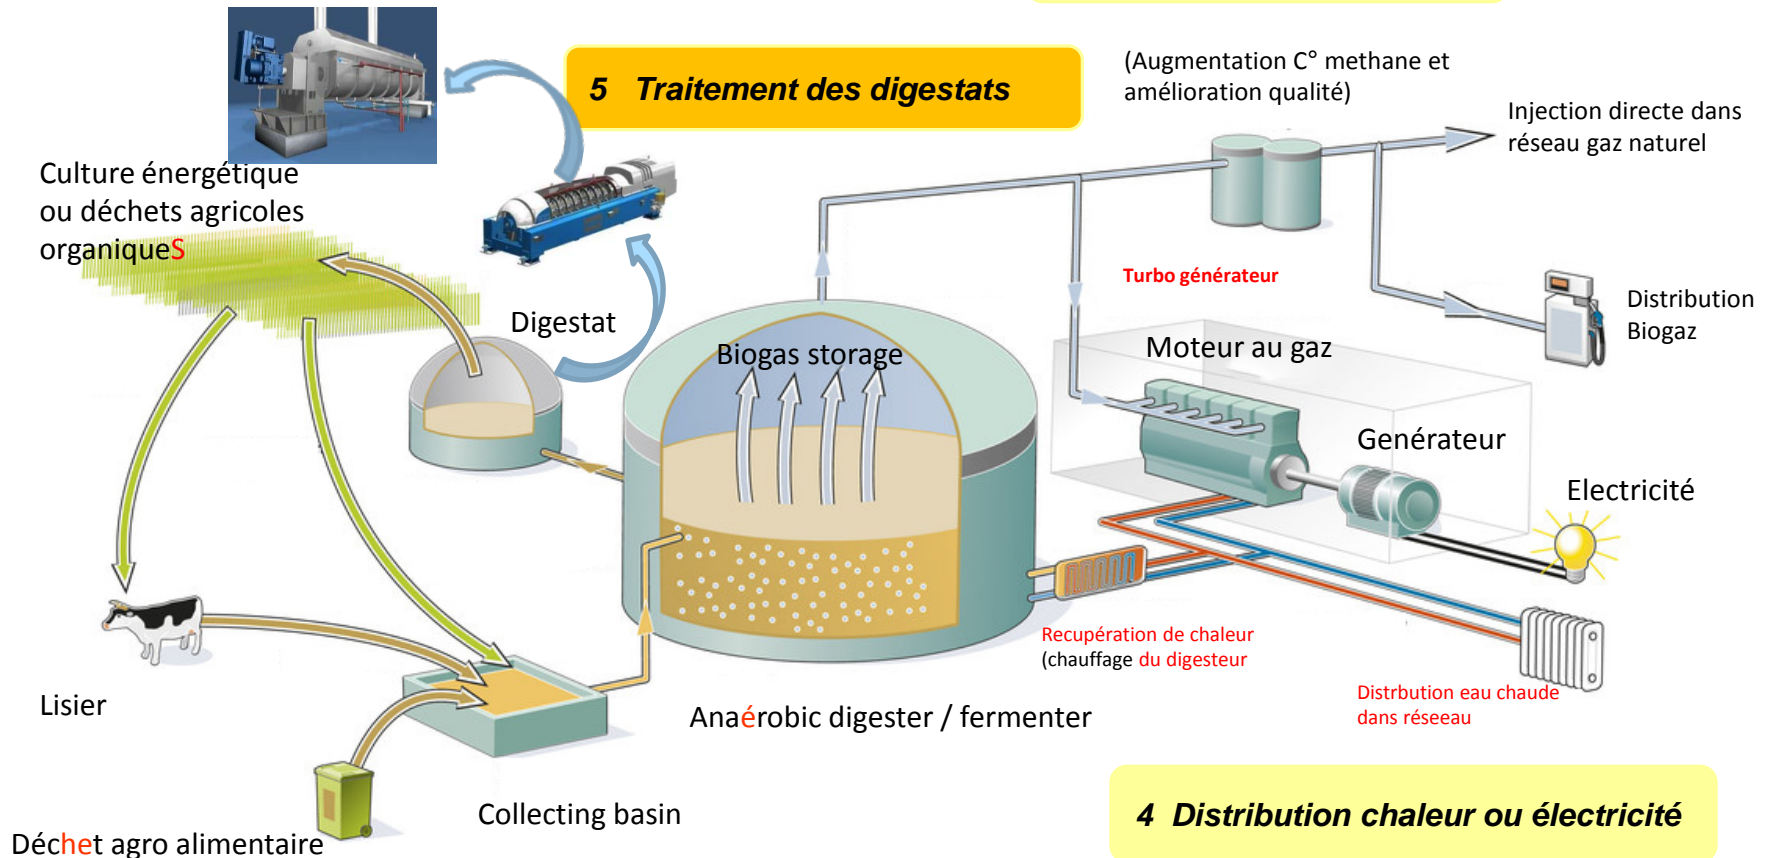 5 Traitement des digestats
(Augmentation C° methane et
amélioration qualité)
Injection directe dans
réseau gaz naturel
Culture énergétique
ou déchets agricoles
organiqueS
Turbo générateur
Distribution
Biogaz
Digestat
Biogas storage
Moteur au gaz
Genérateur
Electricité
Recupération de chaleur
(chauffage du digesteur
Distrbution eau chaude
dans réseeau
Lisier
Anaérobic digester / fermenter
Collecting basin
4 Distribution chaleur ou électricité
Déchet agro alimentaire